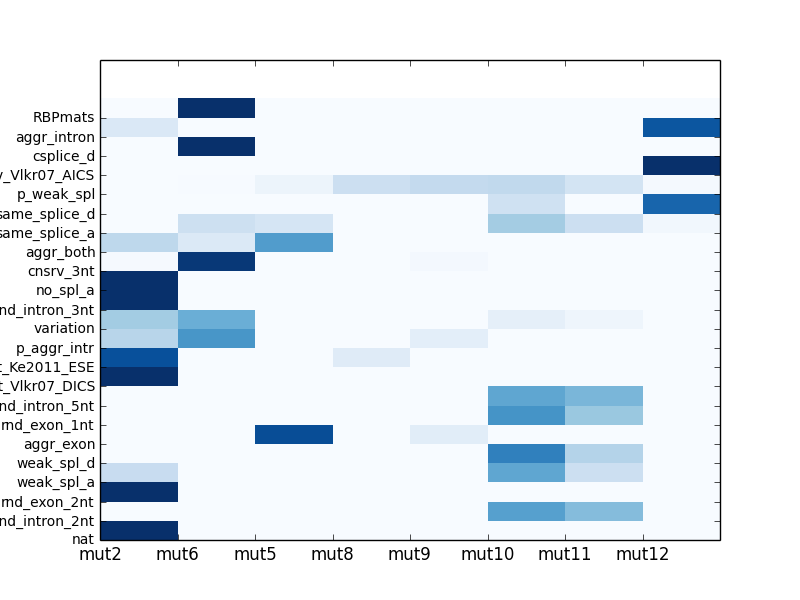 RBPmats
aggr_intron
csplice_d
_Vlkr07_AICS
p_weak_spl
same_splice_d
same_splice_a
aggr_both
cnsrv_3nt
no_spl_a
nd_intron_3nt
variation
p_aggr_intr
t_Ke2011_ESE
t_Vlkr07_DICS
nd_intron_5nt
rnd_exon_1nt
aggr_exon
weak_spl_d
weak_spl_a
rnd_exon_2nt
nd_intron_2nt
nat
mut2 mut6 mut5 mut8 mut9 mut10 mut11 mut12